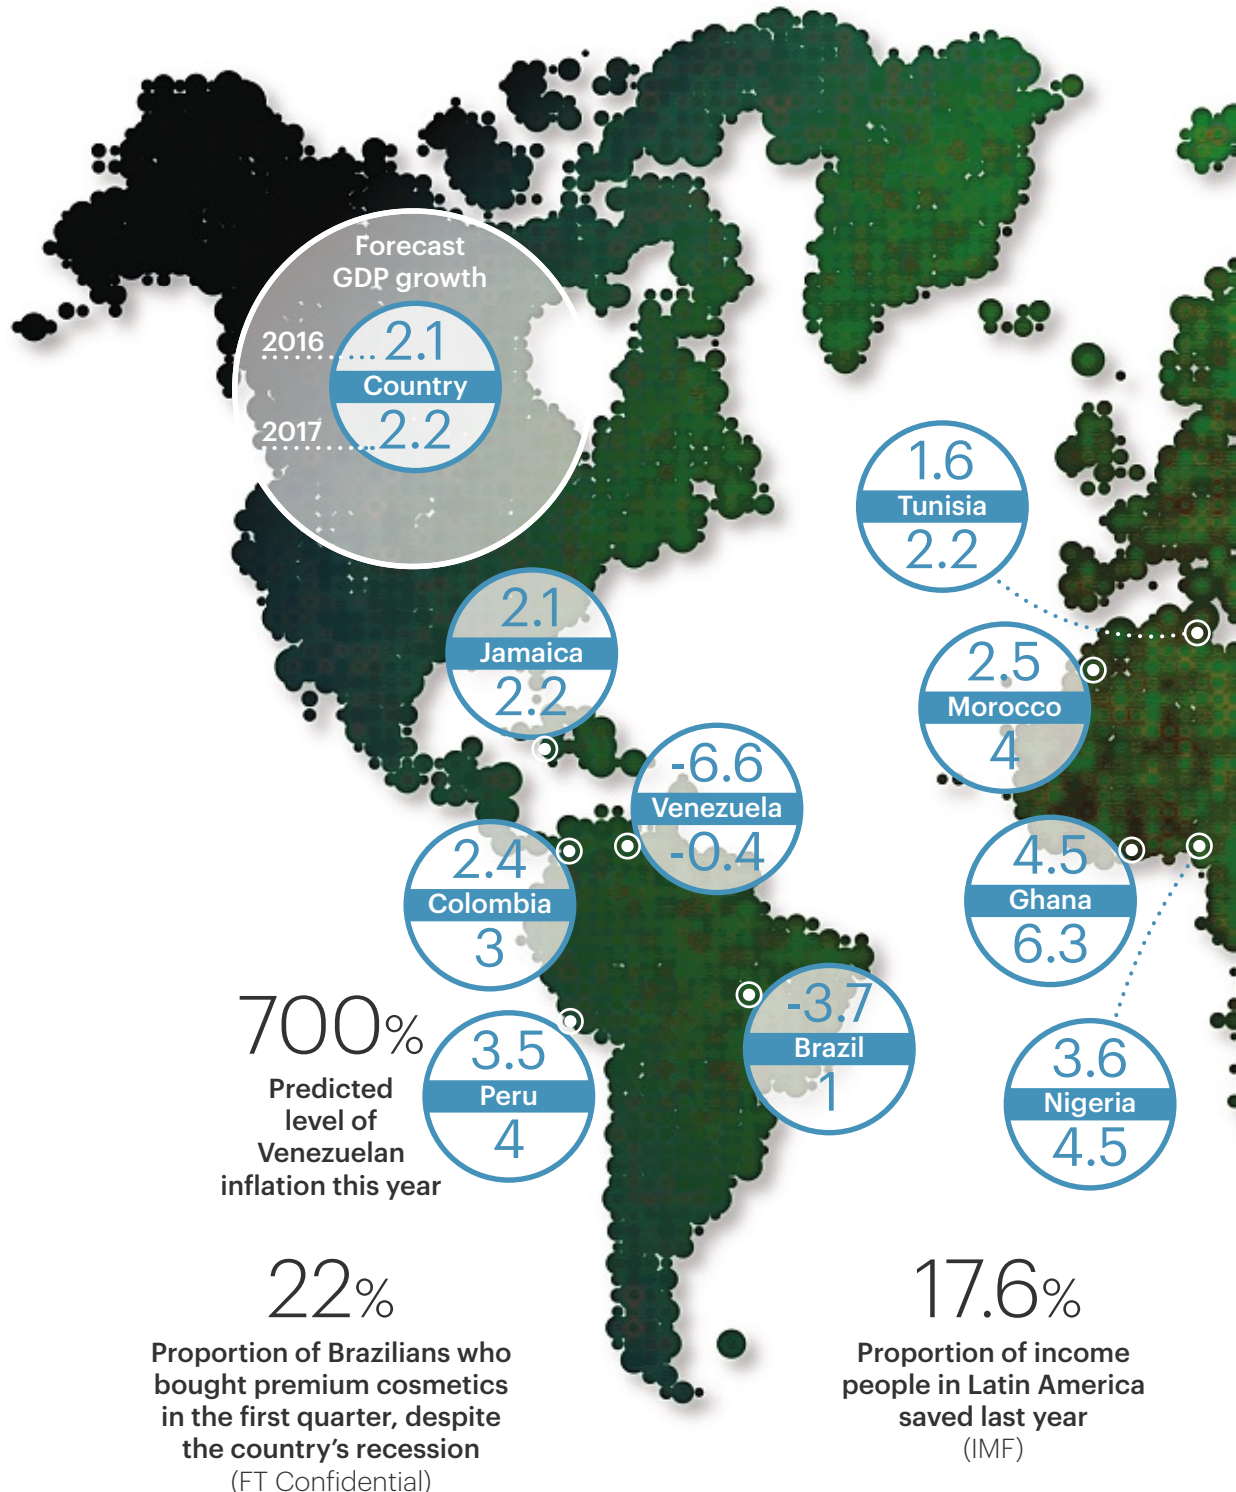 Forecast
GDP growth
2016
2.1
Country
2017
2.2
1.6
Tunisia
2.2
2.1
Jamaica
2.2
2.5
Morocco
4
-6.6
Venezuela
-0.4
2.4
Colombia
3
4.5
Ghana
6.3
-3.7
Brazil
1
3.5
Peru
4
3.6
Nigeria
4.5
700%
Predicted
level of
Venezuelan
inflation this year
22%
Proportion of Brazilians who
bought premium cosmetics
in the first quarter, despite
the country’s recession
(FT Confidential)
17.6%
Proportion of income
people in Latin America
saved last year
(IMF)